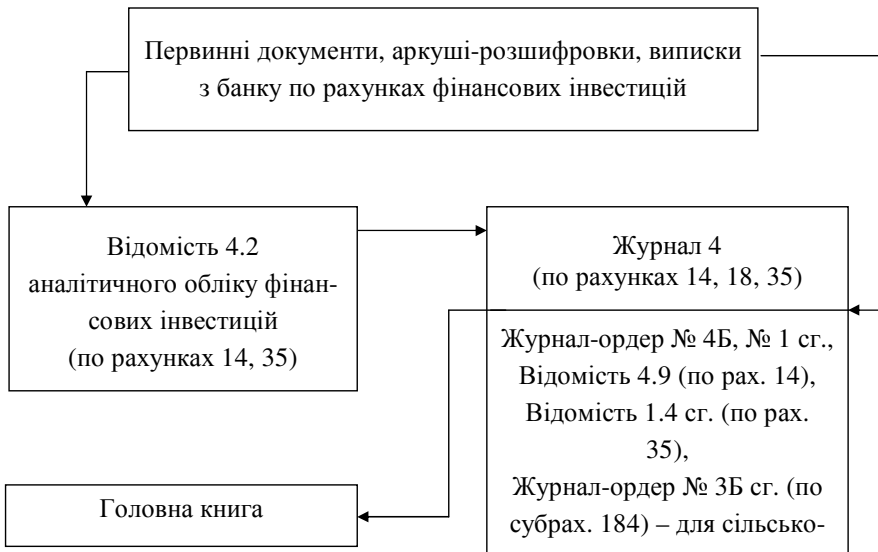 Первинні документи, аркуші-розшифровки, виписки
з банку по рахунках фінансових інвестицій
Відомість 4.2
аналітичного обліку фінан-
сових інвестицій
(по рахунках 14, 35)
Журнал 4
(по рахунках 14, 18, 35)
Журнал-ордер № 4Б, № 1 сг.,
Відомість 4.9 (по рах. 14),
Відомість 1.4 сг. (по рах.
35),
Журнал-ордер № 3Б сг. (по
субрах. 184) – для сільсько-
Головна книга